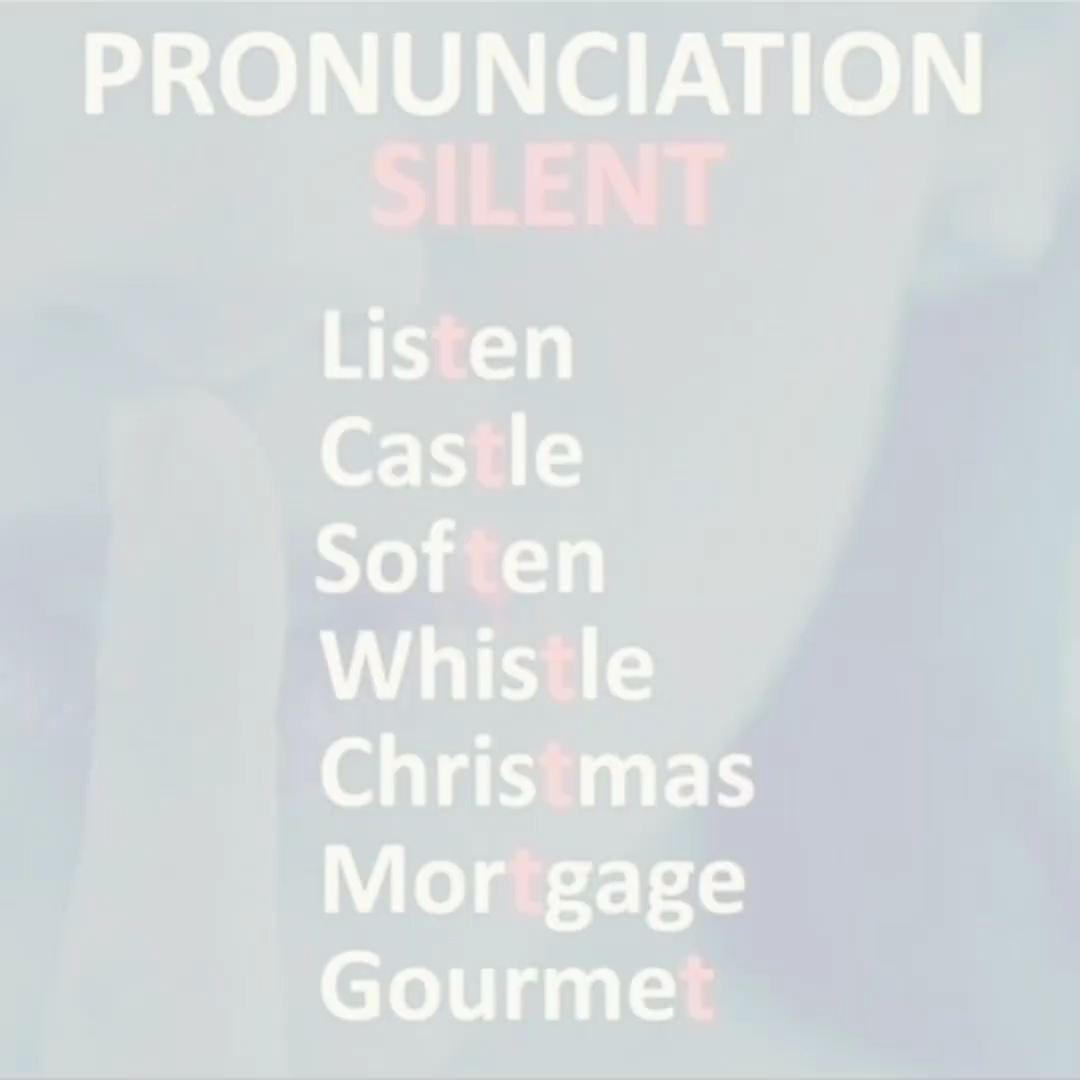 PRONUNCIATION
SILENT
Listen
Castle
Soften
Whistle
Christmas
Mortgage
Gourmet